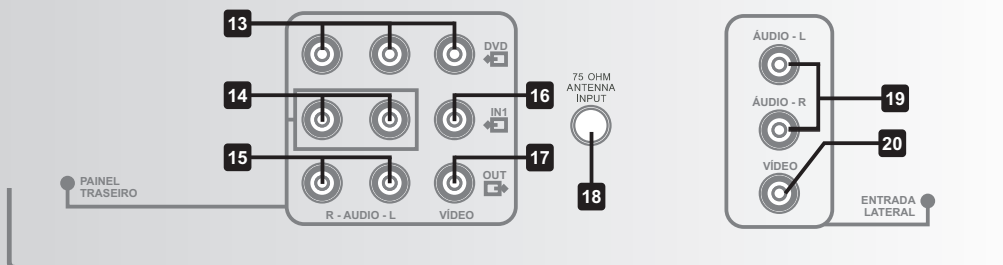 13
DVD
14
16
IN1
15
17
OUT
R - AUDIO - L
VÍDEO
PAINEL
TRASEIRO
75 OHM
ANTENNA
INPUT
18
ÁUDIO - L
ÁUDIO - R
19
VÍDEO
20
ENTRADA
LATERAL